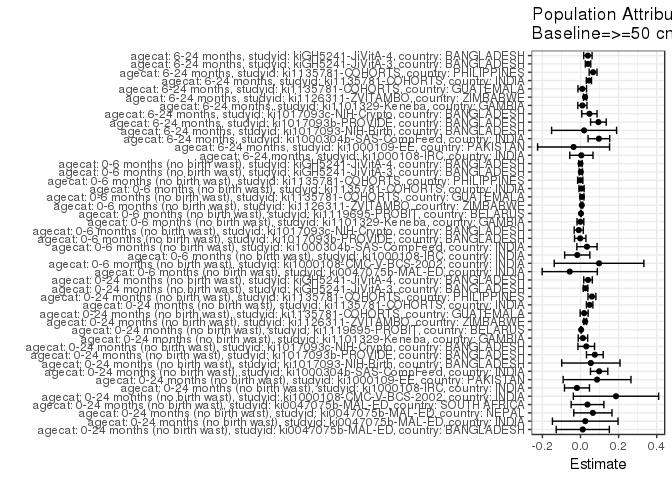 Population Attribu
Baseline=>=50 cm
agecat: 6-24 months, studyid: kiGH5241-JiVitA-4, country: BANGLADESH
agecat: 6-24 months, studyid: kiGH5241-JiVitA-3, country: BANGLADESH
agecat: 6-24 months, studyid: ki1135781-COHORTS, country: PHILIPPINES
agecat: 6-24 months, studyid: ki1135781-COHORTS, country: INDIA
agecat: 6-24 months, studyid: ki1135781-COHORTS, country: GUATEMALA
agecat: 6-24 months, studyid: ki1126311-ZVITAMBO, country: ZIMBABWE
agecat: 6-24 months, studyid: ki1101329-Keneba, country: GAMBIA
agecat: 6-24 months, studyid: ki1017093c-NIH-Crypto, country: BANGLADESH
agecat: 6-24 months, studyid: ki1017093b-PROVIDE, country: BANGLADESH
agecat: 6-24 months, studyid: ki1017093-NIH-Birth, country: BANGLADESH
agecat: 6-24 months, studyid: ki1000304b-SAS-CompFeed, country: INDIA
agecat: 6-24 months, studyid: ki1000109-EE, country: PAKISTAN
agecat: 6-24 months, studyid: ki1000108-IRC, country: INDIA
agecat: 0-6 months (no birth wast), studyid: kiGH5241-JiVitA-4, country: BANGLADESH
agecat: 0-6 months (no birth wast), studyid: kiGH5241-JiVitA-3, country: BANGLADESH
agecat: 0-6 months (no birth wast), studyid: ki1135781-COHORTS, country: PHILIPPINES
agecat: 0-6 months (no birth wast), studyid: ki1135781-COHORTS, country: INDIA
agecat: 0-6 months (no birth wast), studyid: ki1135781-COHORTS, country: GUATEMALA
agecat: 0-6 months (no birth wast), studyid: ki1126311-ZVITAMBO, country: ZIMBABWE
agecat: 0-6 months (no birth wast), studyid: ki1119695-PROBIT, country: BELARUS
agecat: 0-6 months (no birth wast), studyid: ki1101329-Keneba, country: GAMBIA
agecat: 0-6 months (no birth wast), studyid: ki1017093c-NIH-Crypto, country: BANGLADESH
agecat: 0-6 months (no birth wast), studyid: ki1017093b-PROVIDE, country: BANGLADESH
agecat: 0-6 months (no birth wast), studyid: ki1000304b-SAS-CompFeed, country: INDIA
agecat: 0-6 months (no birth wast), studyid: ki1000108-IRC, country: INDIA
agecat: 0-6 months (no birth wast), studyid: ki1000108-CMC-V-BCS-2002, country: INDIA
agecat: 0-6 months (no birth wast), studyid: ki0047075b-MAL-ED, country: INDIA
agecat: 0-24 months (no birth wast), studyid: kiGH5241-JiVitA-4, country: BANGLADESH
agecat: 0-24 months (no birth wast), studyid: kiGH5241-JiVitA-3, country: BANGLADESH
agecat: 0-24 months (no birth wast), studyid: ki1135781-COHORTS, country: PHILIPPINES
agecat: 0-24 months (no birth wast), studyid: ki1135781-COHORTS, country: INDIA
agecat: 0-24 months (no birth wast), studyid: ki1135781-COHORTS, country: GUATEMALA
agecat: 0-24 months (no birth wast), studyid: ki1126311-ZVITAMBO, country: ZIMBABWE
agecat: 0-24 months (no birth wast), studyid: ki1119695-PROBIT, country: BELARUS
agecat: 0-24 months (no birth wast), studyid: ki1101329-Keneba, country: GAMBIA
agecat: 0-24 months (no birth wast), studyid: ki1017093c-NIH-Crypto, country: BANGLADESH
agecat: 0-24 months (no birth wast), studyid: ki1017093b-PROVIDE, country: BANGLADESH
agecat: 0-24 months (no birth wast), studyid: ki1017093-NIH-Birth, country: BANGLADESH
agecat: 0-24 months (no birth wast), studyid: ki1000304b-SAS-CompFeed, country: INDIA
agecat: 0-24 months (no birth wast), studyid: ki1000109-EE, country: PAKISTAN
agecat: 0-24 months (no birth wast), studyid: ki1000108-IRC, country: INDIA
agecat: 0-24 months (no birth wast), studyid: ki1000108-CMC-V-BCS-2002, country: INDIA
agecat: 0-24 months (no birth wast), studyid: ki0047075b-MAL-ED, country: SOUTH AFRICA
agecat: 0-24 months (no birth wast), studyid: ki0047075b-MAL-ED, country: NEPAL
agecat: 0-24 months (no birth wast), studyid: ki0047075b-MAL-ED, country: INDIA
agecat: 0-24 months (no birth wast), studyid: ki0047075b-MAL-ED, country: BANGLADESH
-0.2 0.0 0.2 0.4
Estimate